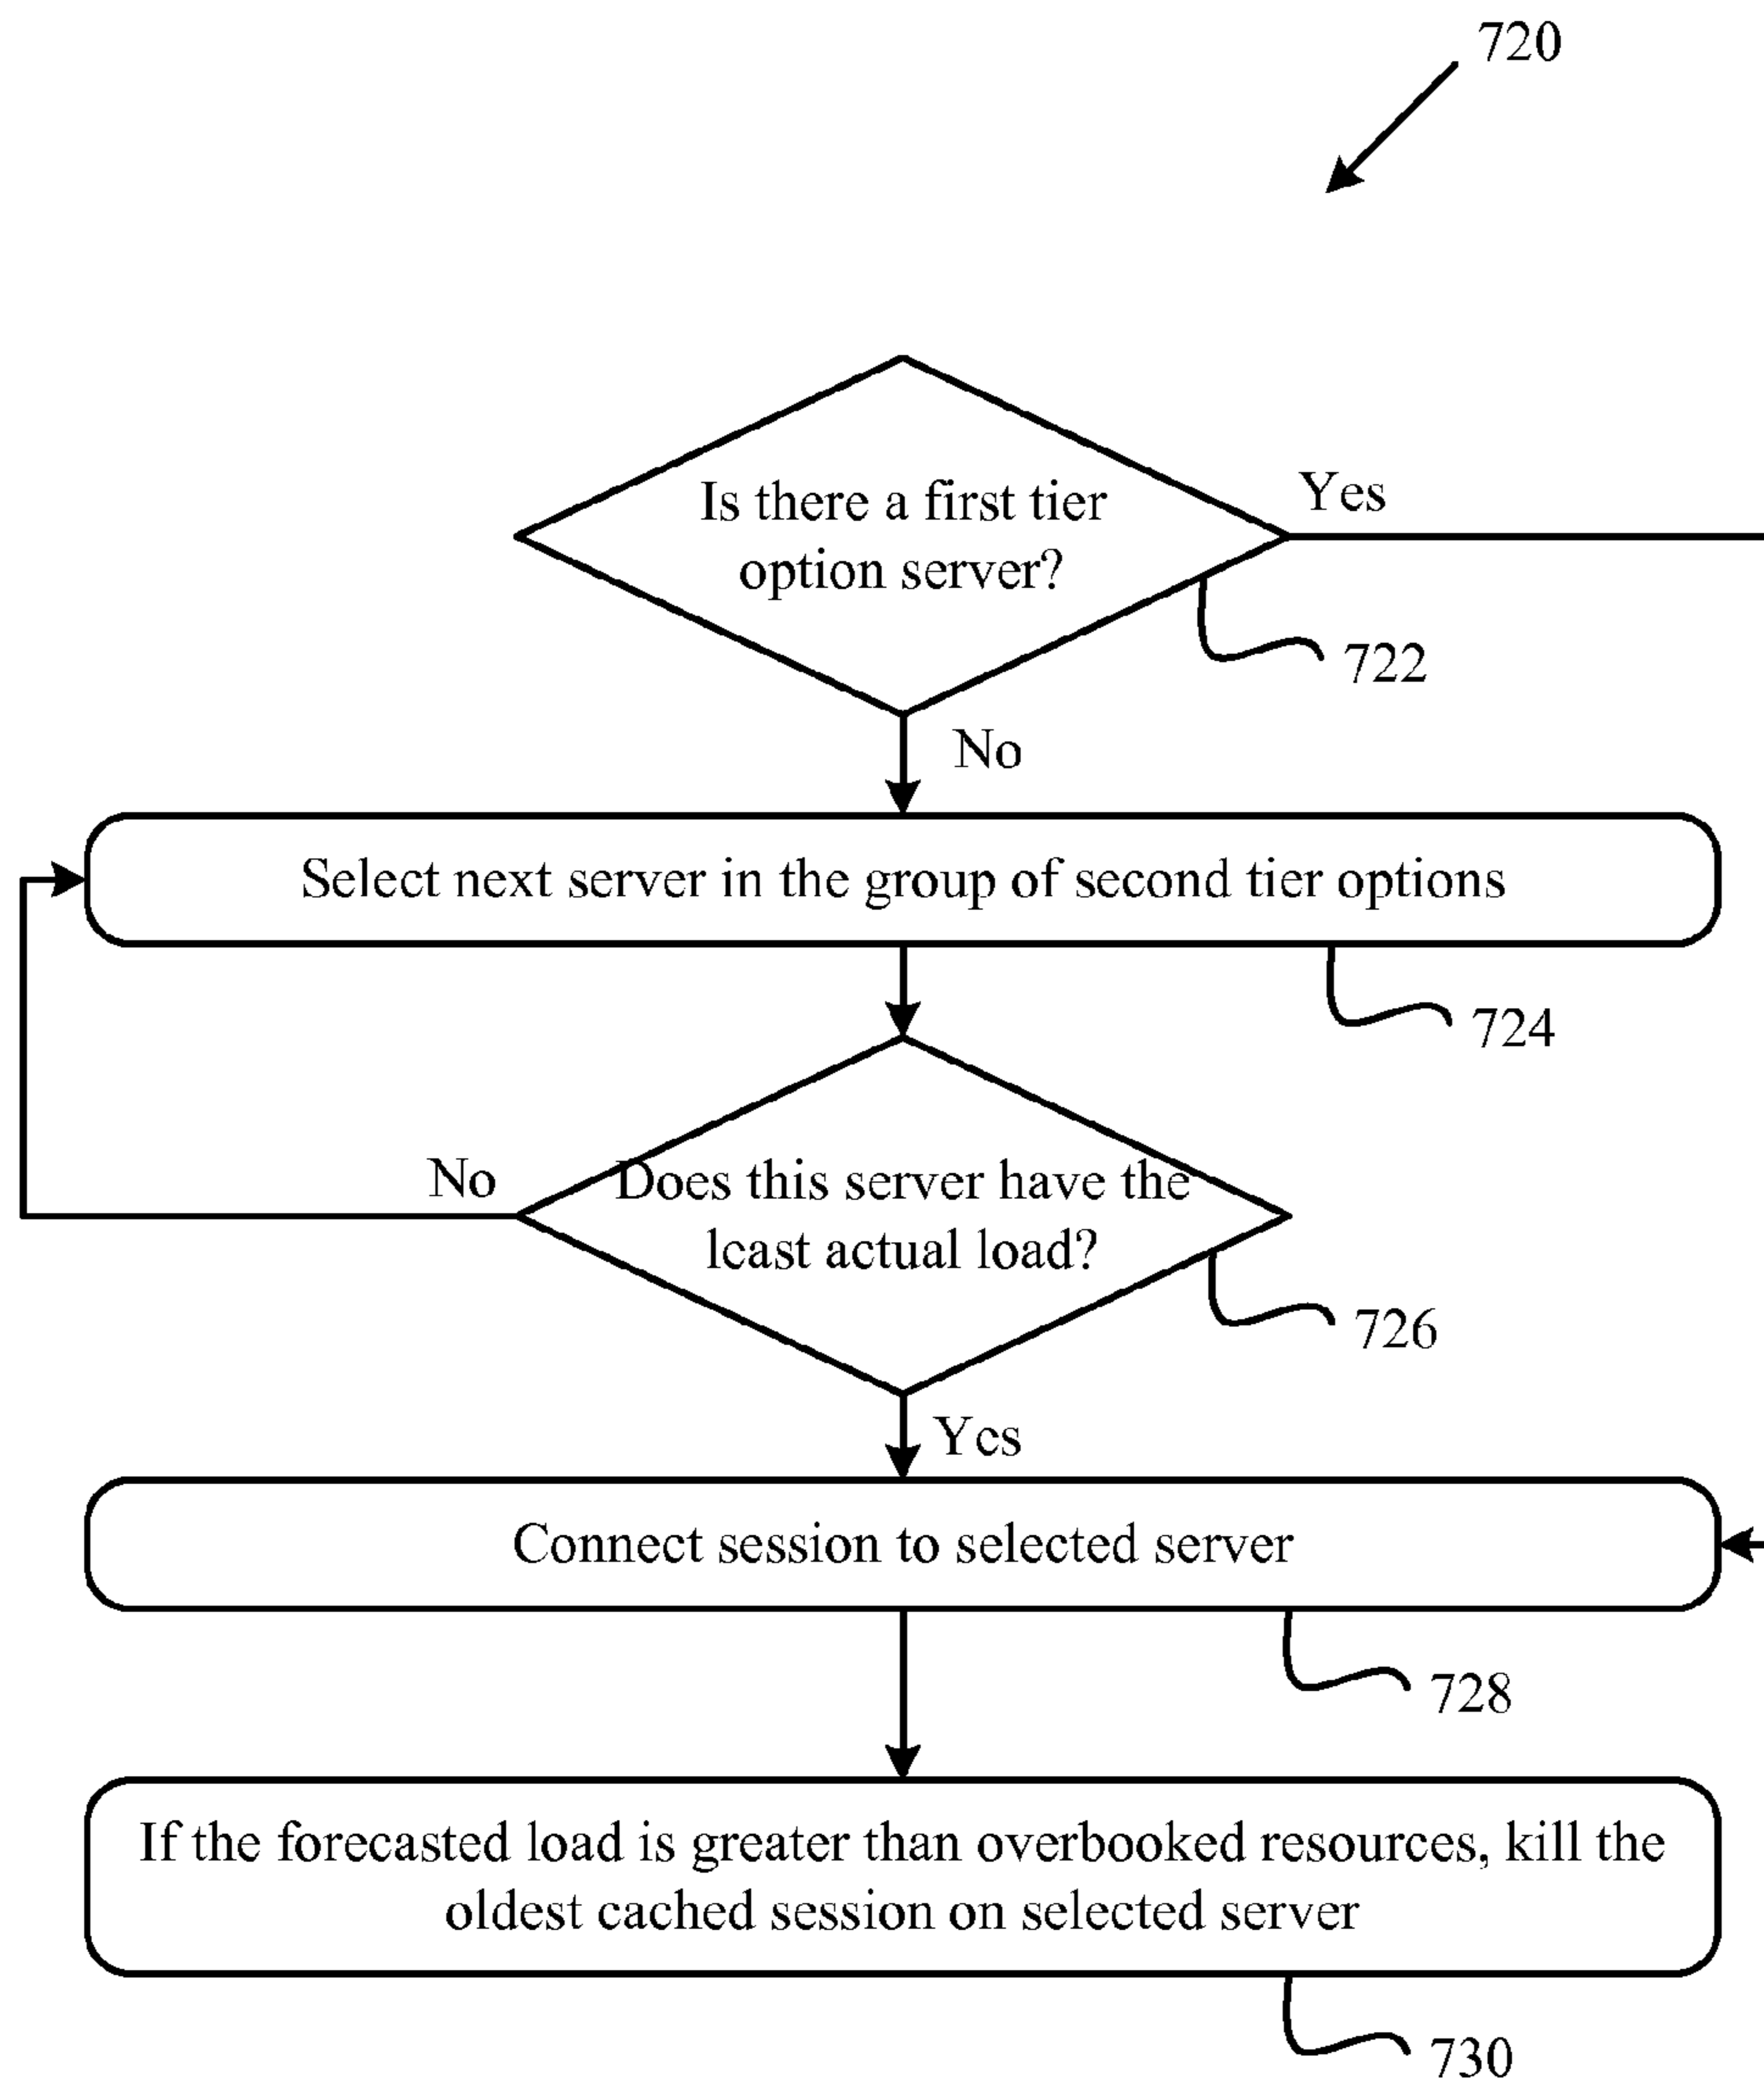 720
Is there a first tier
option server?
Yes
722
No
Select next server in the group of second tier options
724
No
Does this server have the
least actual load?
726
Yes
Connect session to selected server
728
If the forecasted load is greater than overbooked resources, kill the
oldest cached session on selected server
730